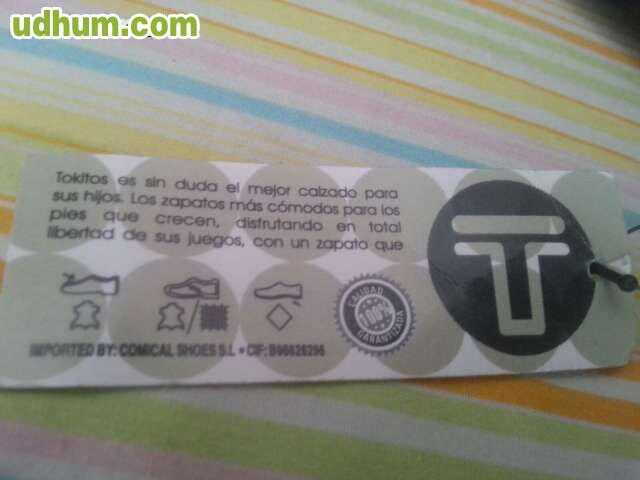 udhum.com
Tokitos es sin duda el mejor calzado para
sus hijos. Los zapatos más cómodos para los
pies que crecen, disfrutando en total
libertad de sus juegos, con un zapato que
CALIDAD
100%
GARANTIZADA
T
IMPORTED BY: COMICAL SHOES S.L • CIF: B96626256